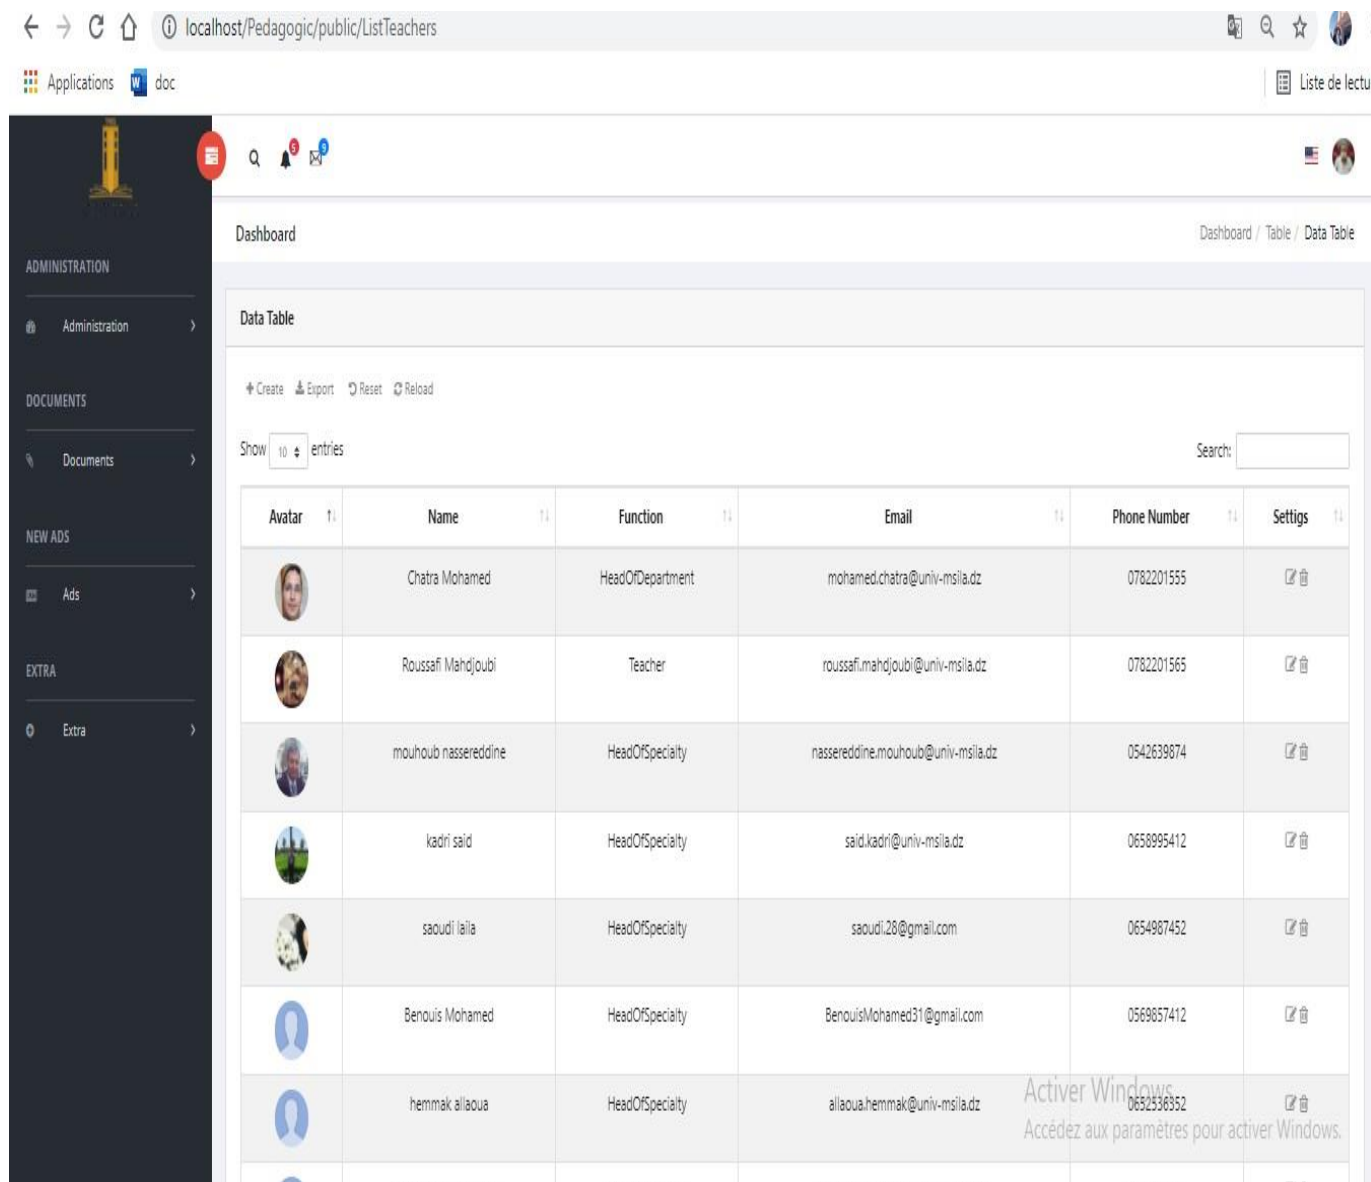 localhost/Pedagogic/public/ListTeachers
Applications doc Liste de lectu
5 9
Dashboard Dashboard / Table / Data Table
ADMINISTRATION
Administration
DOCUMENTS
Documents
NEW ADS
Ads
EXTRA
Extra
Data Table
Create Export Reset Reload
Show 10 entries Search:
Avatar Name Function Email Phone Number Settigs
Chatra Mohamed HeadOfDepartment mohamed.chatra@univ-msila.dz 0782201555
Roussafi Mahdjoubi Teacher roussafi.mahdjoubi@univ-msila.dz 0782201565
mouhoub nassereddine HeadOfSpecialty nassereddine.mouhoub@univ-msila.dz 0542639874
kadri said HeadOfSpecialty said.kadri@univ-msila.dz 0658995412
saoudi laila HeadOfSpecialty saoudi.28@gmail.com 0654987452
Benouis Mohamed HeadOfSpecialty BenouisMohamed31@gmail.com 0569857412
hemmak allaoua HeadOfSpecialty allaoua.hemmak@univ-msila.dz
Activer Windows
Accédez aux paramètres pour activer Windows.